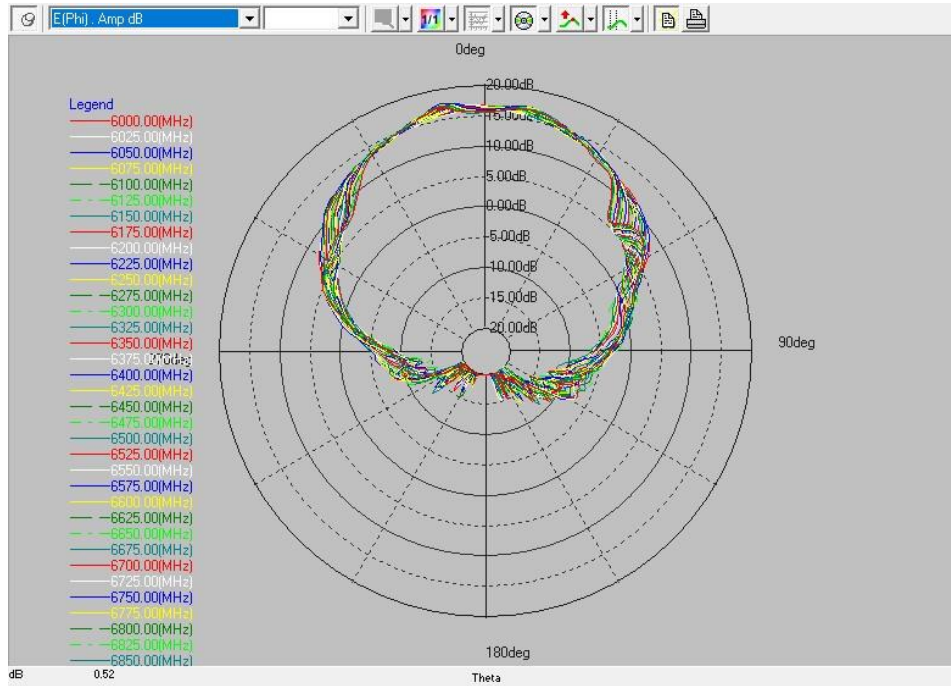 E(Phi) . Amp dB
1/1
0deg
20.00dB
15.00dB
10.00dB
5.00dB
0.00dB
-5.00dB
-10.00dB
-15.00dB
-20.00dB
90deg
180deg
270deg
Legend
6000.00(MHz)
6025.00(MHz)
6050.00(MHz)
6075.00(MHz)
6100.00(MHz)
6125.00(MHz)
6150.00(MHz)
6175.00(MHz)
6200.00(MHz)
6225.00(MHz)
6250.00(MHz)
6275.00(MHz)
6300.00(MHz)
6325.00(MHz)
6350.00(MHz)
6375.00(MHz)
6400.00(MHz)
6425.00(MHz)
6450.00(MHz)
6475.00(MHz)
6500.00(MHz)
6525.00(MHz)
6550.00(MHz)
6575.00(MHz)
6600.00(MHz)
6625.00(MHz)
6650.00(MHz)
6675.00(MHz)
6700.00(MHz)
6725.00(MHz)
6750.00(MHz)
6775.00(MHz)
6800.00(MHz)
6825.00(MHz)
6850.00(MHz)
dB 0.52 Theta